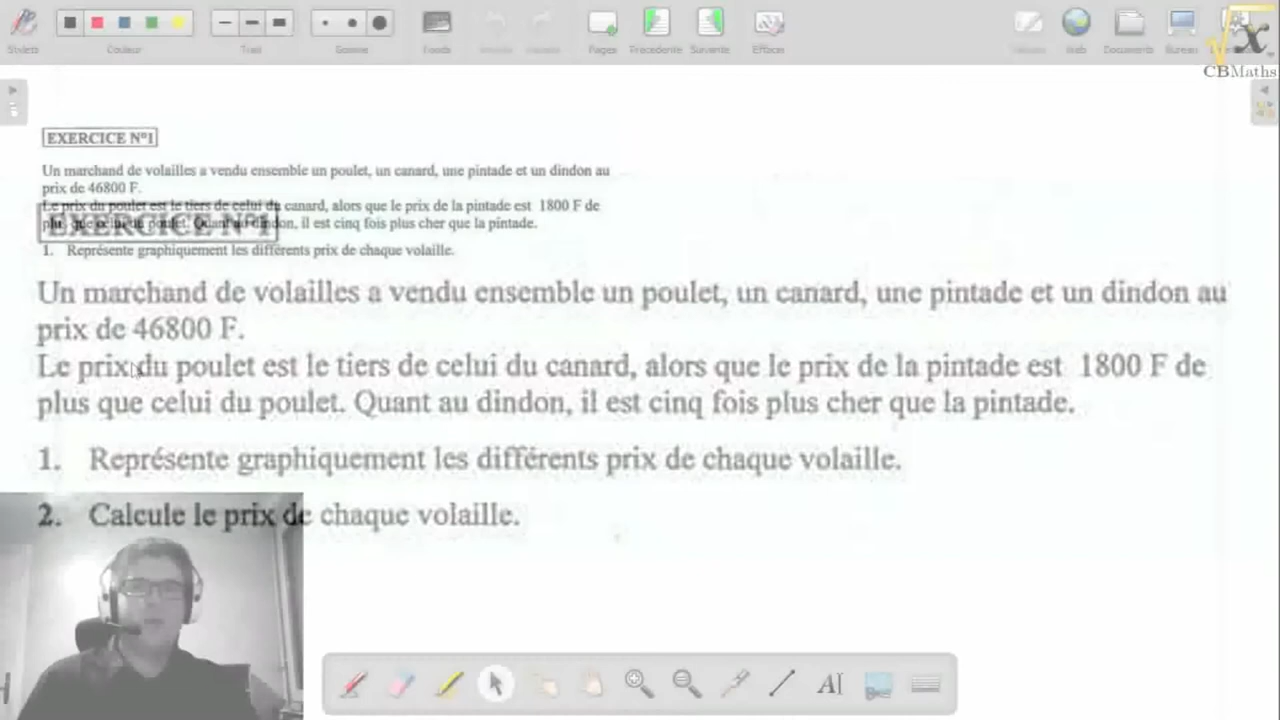 Stylets
Couleur
Trait
Gomme
Fonds
Pages
Précédente
Suivante
Effacer
Web
Documents
Bureau
CBMaths
EXERCICE N°1
Un marchand de volailles a vendu ensemble un poulet, un canard, une pintade et un dindon au
prix de 46800 F.
Le prix du poulet est le tiers de celui du canard, alors que le prix de la pintade est 1800 F de
plus que celui du poulet. Quant au dindon, il est cinq fois plus cher que la pintade.
1. Représente graphiquement les différents prix de chaque volaille.
EXERCICE N°1
Un marchand de volailles a vendu ensemble un poulet, un canard, une pintade et un dindon au
prix de 46800 F.
Le prix du poulet est le tiers de celui du canard, alors que le prix de la pintade est 1800 F de
plus que celui du poulet. Quant au dindon, il est cinq fois plus cher que la pintade.
1. Représente graphiquement les différents prix de chaque volaille.
2. Calcule le prix de chaque volaille.